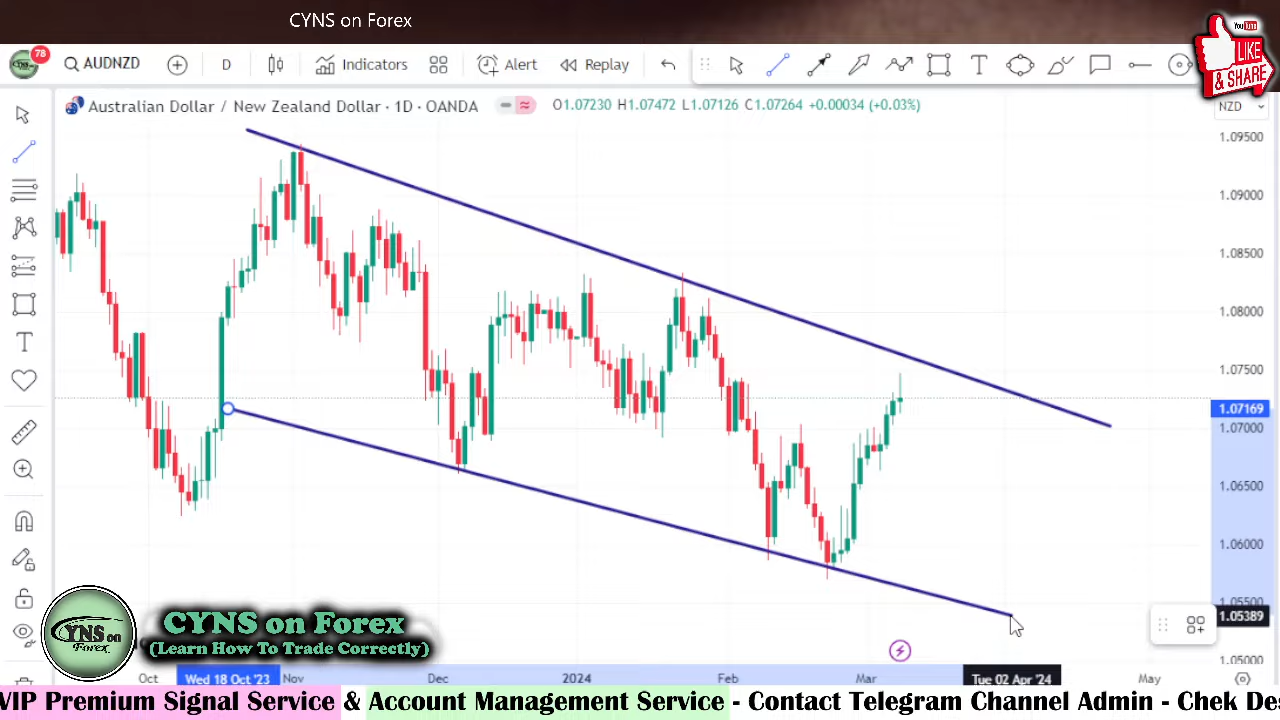 CYNS on Forex
YouTube
LIKE
& SHARE
78
AUDNZD
D
Indicators
Alert
Replay
Australian Dollar / New Zealand Dollar · 1D · OANDA
O1.07230 H1.07472 L1.07126 C1.07264 +0.00034 (+0.03%)
NZD
1.09500
1.09000
1.08500
1.08000
1.07500
1.07169
1.07000
1.06500
1.06000
1.05500
1.05389
1.05000
CYNS on Forex
(Learn How To Trade Correctly)
Oct
Wed 18 Oct '23
Nov
Dec
2024
Feb
Mar
Tue 02 Apr '24
May
VIP Premium Signal Service & Account Management Service - Contact Telegram Channel Admin - Chek De